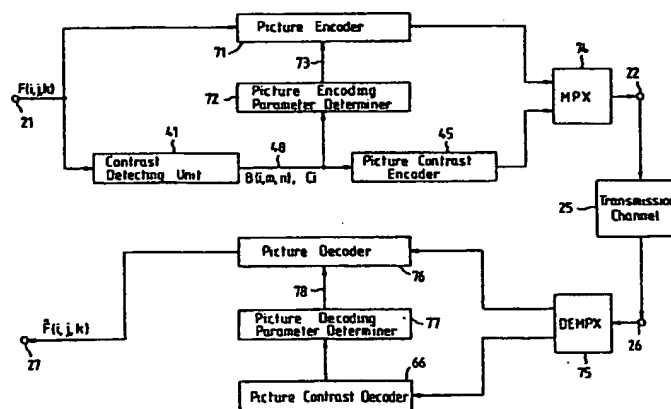 Picture Encoder
71
73
74
22
F(i,j,k)
21
72
Picture Encoding
Parameter Determiner
MPX
41
48
45
Contrast
Detecting Unit
B(i,m,n), Ci
Picture Contrast
Encoder
25
Transmission
Channel
Picture Decoder
76
78
F̂(i,j,k)
27
Picture Decoding
Parameter Determiner
77
DEMPX
26
75
66
Picture Contrast Decoder